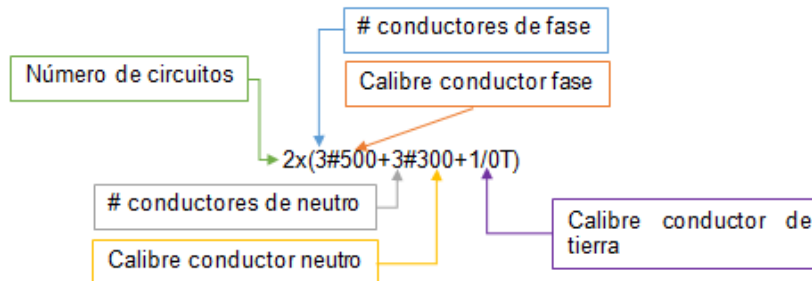 # conductores de fase
Número de circuitos
Calibre conductor fase
2x(3#500+3#300+1/0T)
# conductores de neutro
Calibre conductor de
tierra
Calibre conductor neutro